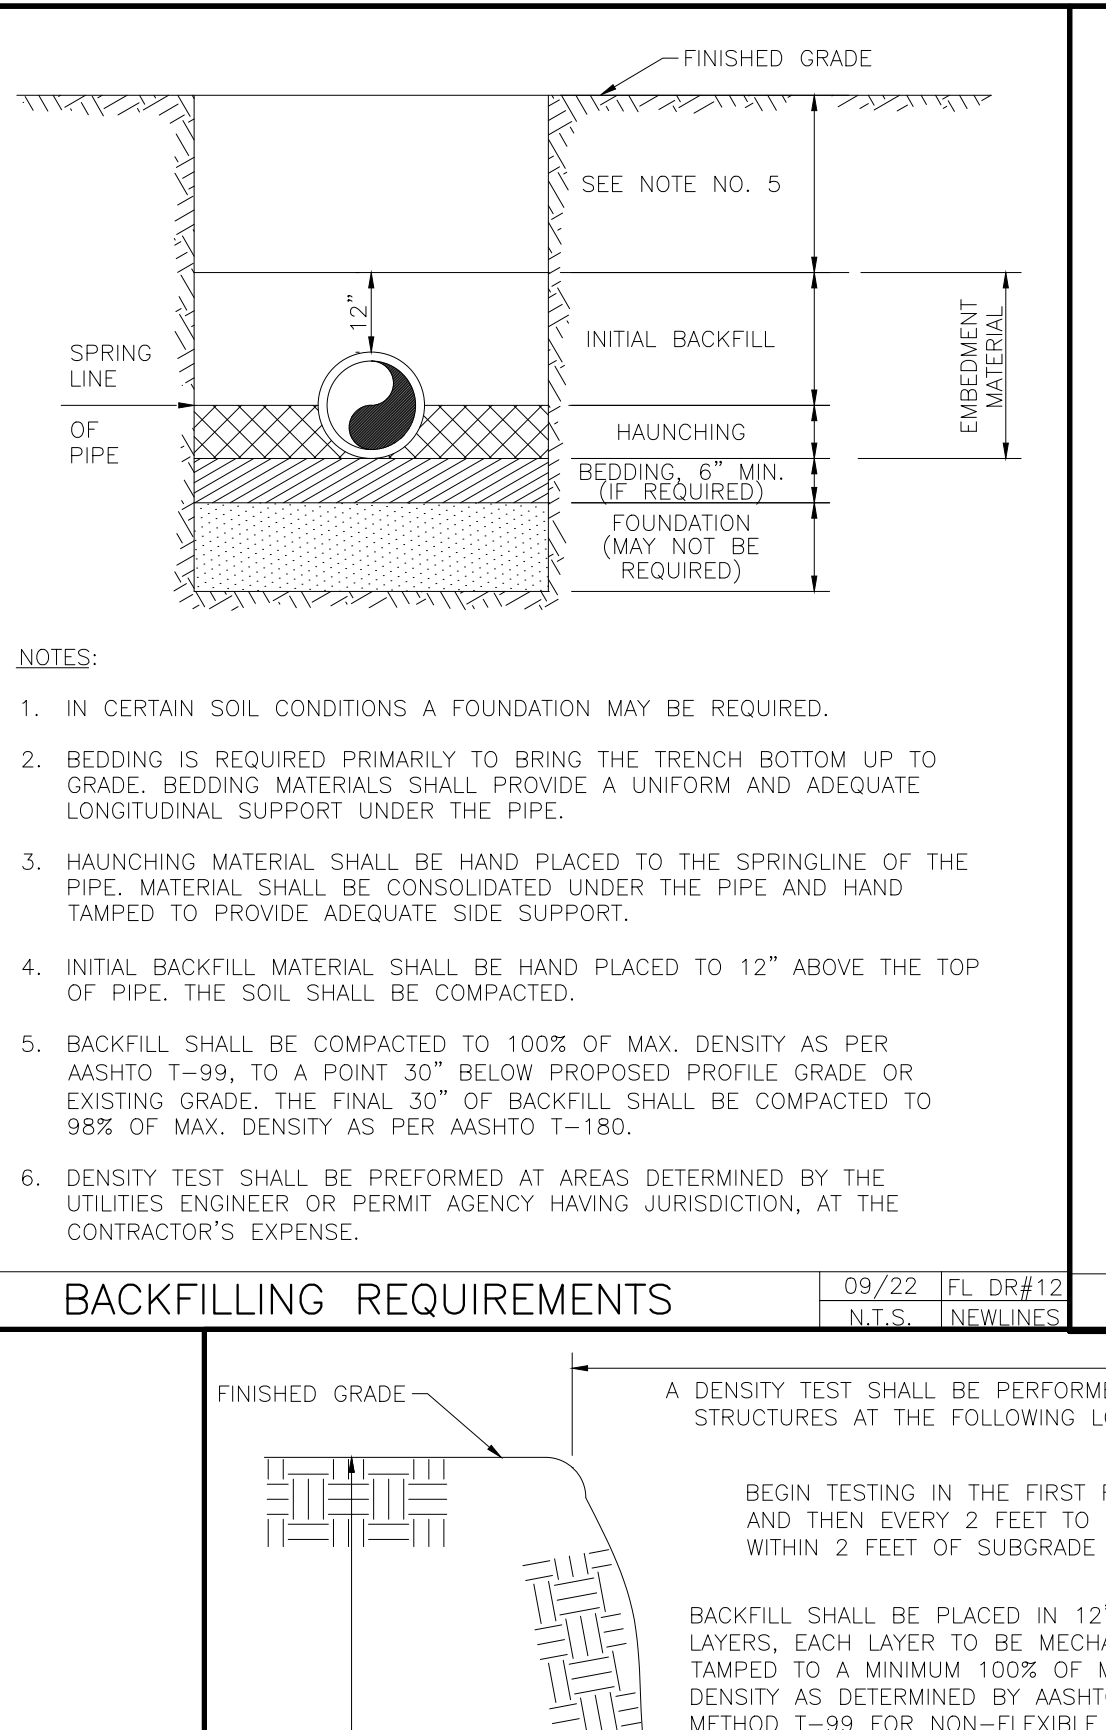 FINISHED GRADE
SEE NOTE NO. 5
12"
INITIAL BACKFILL
EMBEDMENT
MATERIAL
SPRING
LINE
OF
PIPE
HAUNCHING
BEDDING, 6" MIN.
(IF REQUIRED)
FOUNDATION
(MAY NOT BE
REQUIRED)
NOTES:
1. IN CERTAIN SOIL CONDITIONS A FOUNDATION MAY BE REQUIRED.
2. BEDDING IS REQUIRED PRIMARILY TO BRING THE TRENCH BOTTOM UP TO
GRADE. BEDDING MATERIALS SHALL PROVIDE A UNIFORM AND ADEQUATE
LONGITUDINAL SUPPORT UNDER THE PIPE.
3. HAUNCHING MATERIAL SHALL BE HAND PLACED TO THE SPRINGLINE OF THE
PIPE. MATERIAL SHALL BE CONSOLIDATED UNDER THE PIPE AND HAND
TAMPED TO PROVIDE ADEQUATE SIDE SUPPORT.
4. INITIAL BACKFILL MATERIAL SHALL BE HAND PLACED TO 12" ABOVE THE TOP
OF PIPE. THE SOIL SHALL BE COMPACTED.
5. BACKFILL SHALL BE COMPACTED TO 100% OF MAX. DENSITY AS PER
AASHTO T-99, TO A POINT 30" BELOW PROPOSED PROFILE GRADE OR
EXISTING GRADE. THE FINAL 30" OF BACKFILL SHALL BE COMPACTED TO
98% OF MAX. DENSITY AS PER AASHTO T-180.
6. DENSITY TEST SHALL BE PREFORMED AT AREAS DETERMINED BY THE
UTILITIES ENGINEER OR PERMIT AGENCY HAVING JURISDICTION, AT THE
CONTRACTOR'S EXPENSE.
BACKFILLING REQUIREMENTS
09/22 FL DR#12
N.T.S. NEWLINES
FINISHED GRADE
A DENSITY TEST SHALL BE
STRUCTURES AT THE FOLLOWING
BEGIN TESTING IN THE FIRST
AND THEN EVERY 2 FEET TO
WITHIN 2 FEET OF SUBGRADE
BACKFILL SHALL BE PLACED IN 12"
LAYERS, EACH LAYER TO BE
TAMPED TO A MINIMUM 100% OF
DENSITY AS DETERMINED BY
METHOD T-99 FOR NON-FLEXIBLE